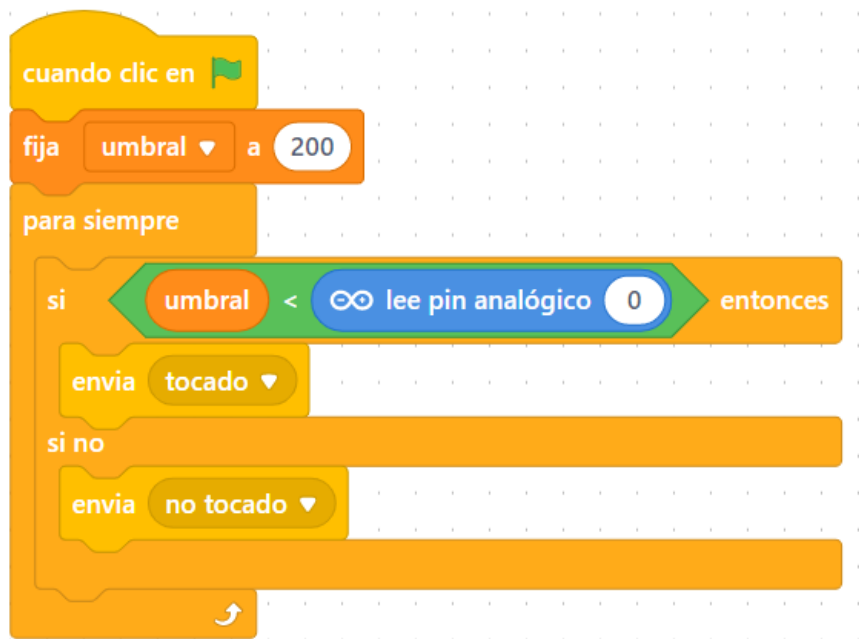 cuando clic en
fija umbral a 200
para siempre
si umbral < lee pin analógico 0 entonces
envia tocado
si no
envia no tocado